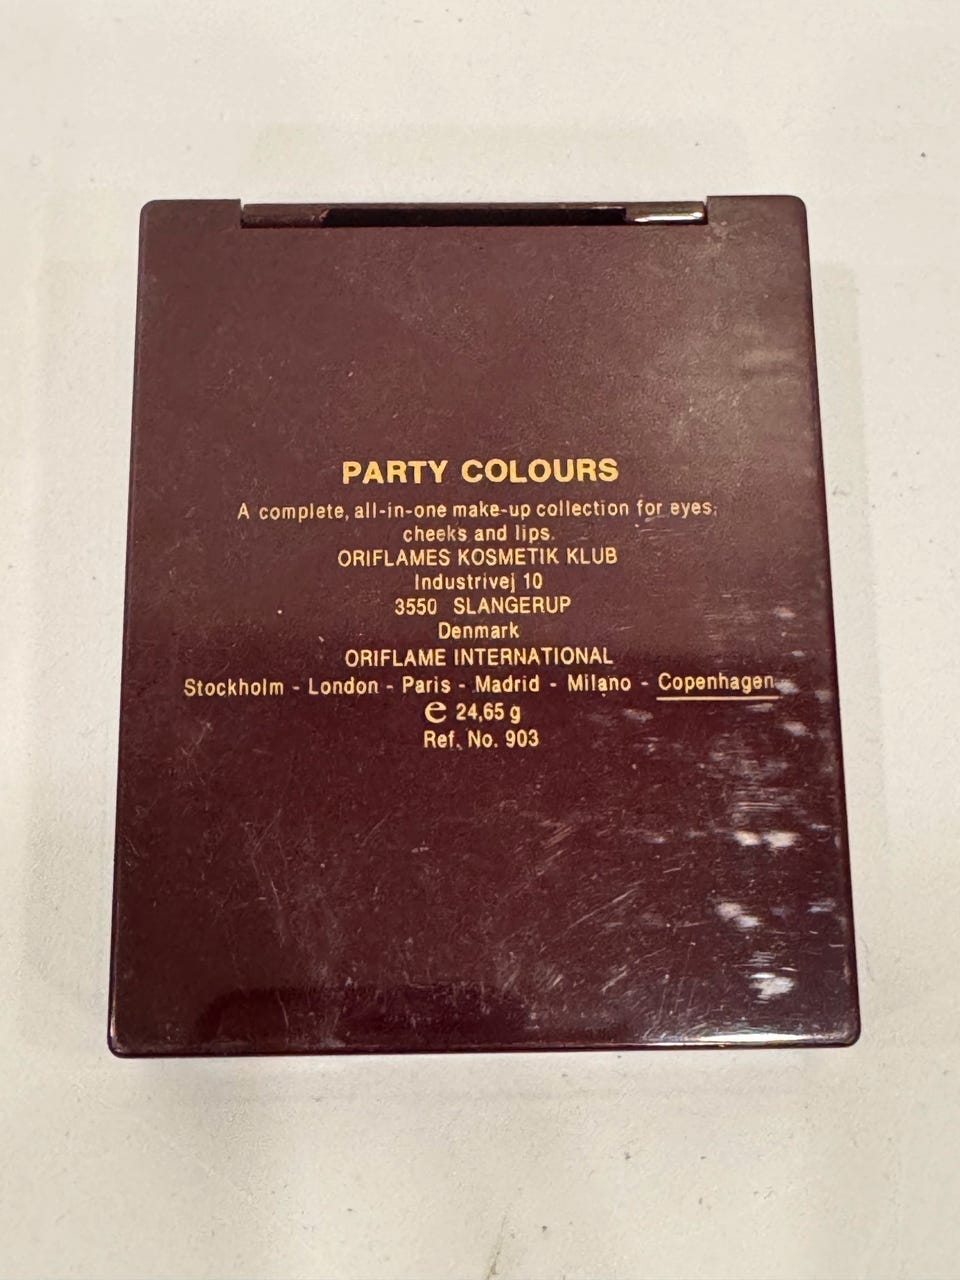 PARTY COLOURS
A complete, all-in-one make-up collection for eyes,
cheeks and lips.
ORIFLAMES KOSMETIK KLUB
Industrivej 10
3550 SLANGERUP
Denmark
ORIFLAME INTERNATIONAL
Stockholm - London - Paris - Madrid - Milano - Copenhagen
e 24,65 g
Ref. No. 903